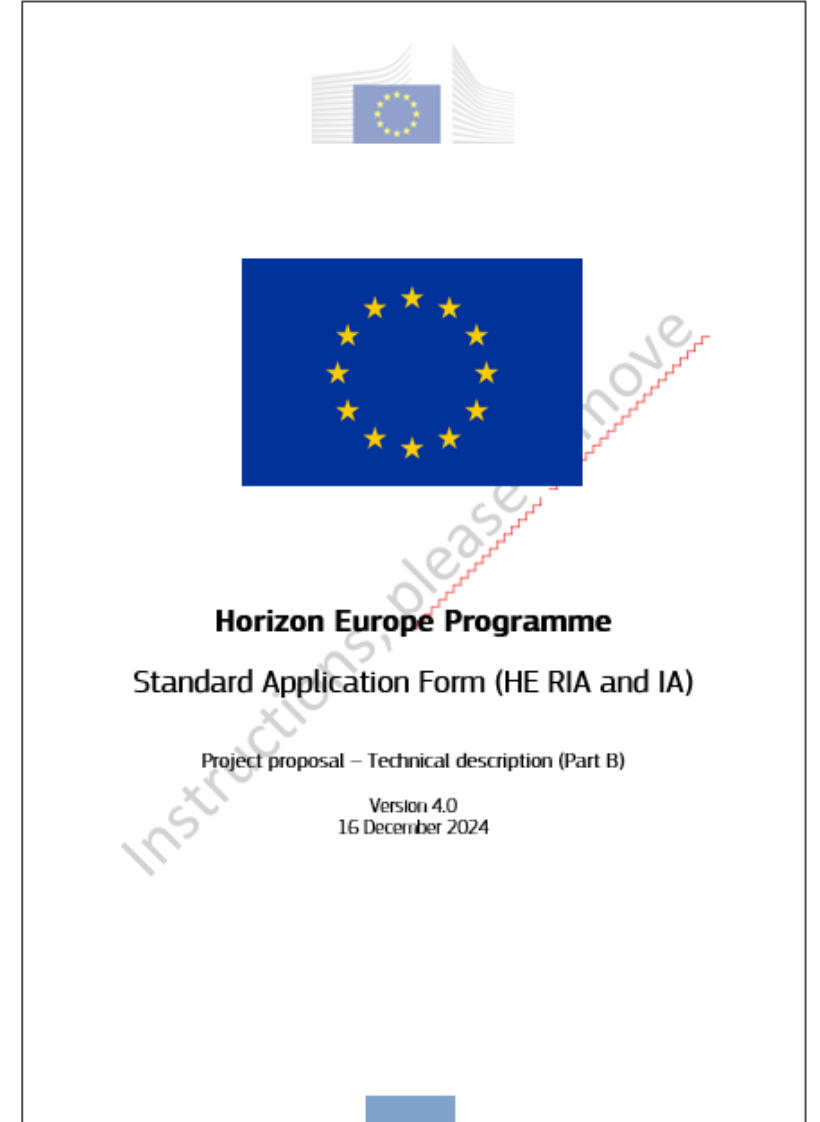 Horizon Europe Programme
Standard Application Form (HE RIA and IA)
Project proposal – Technical description (Part B)
Version 4.0
16 December 2024
Instructions, please move